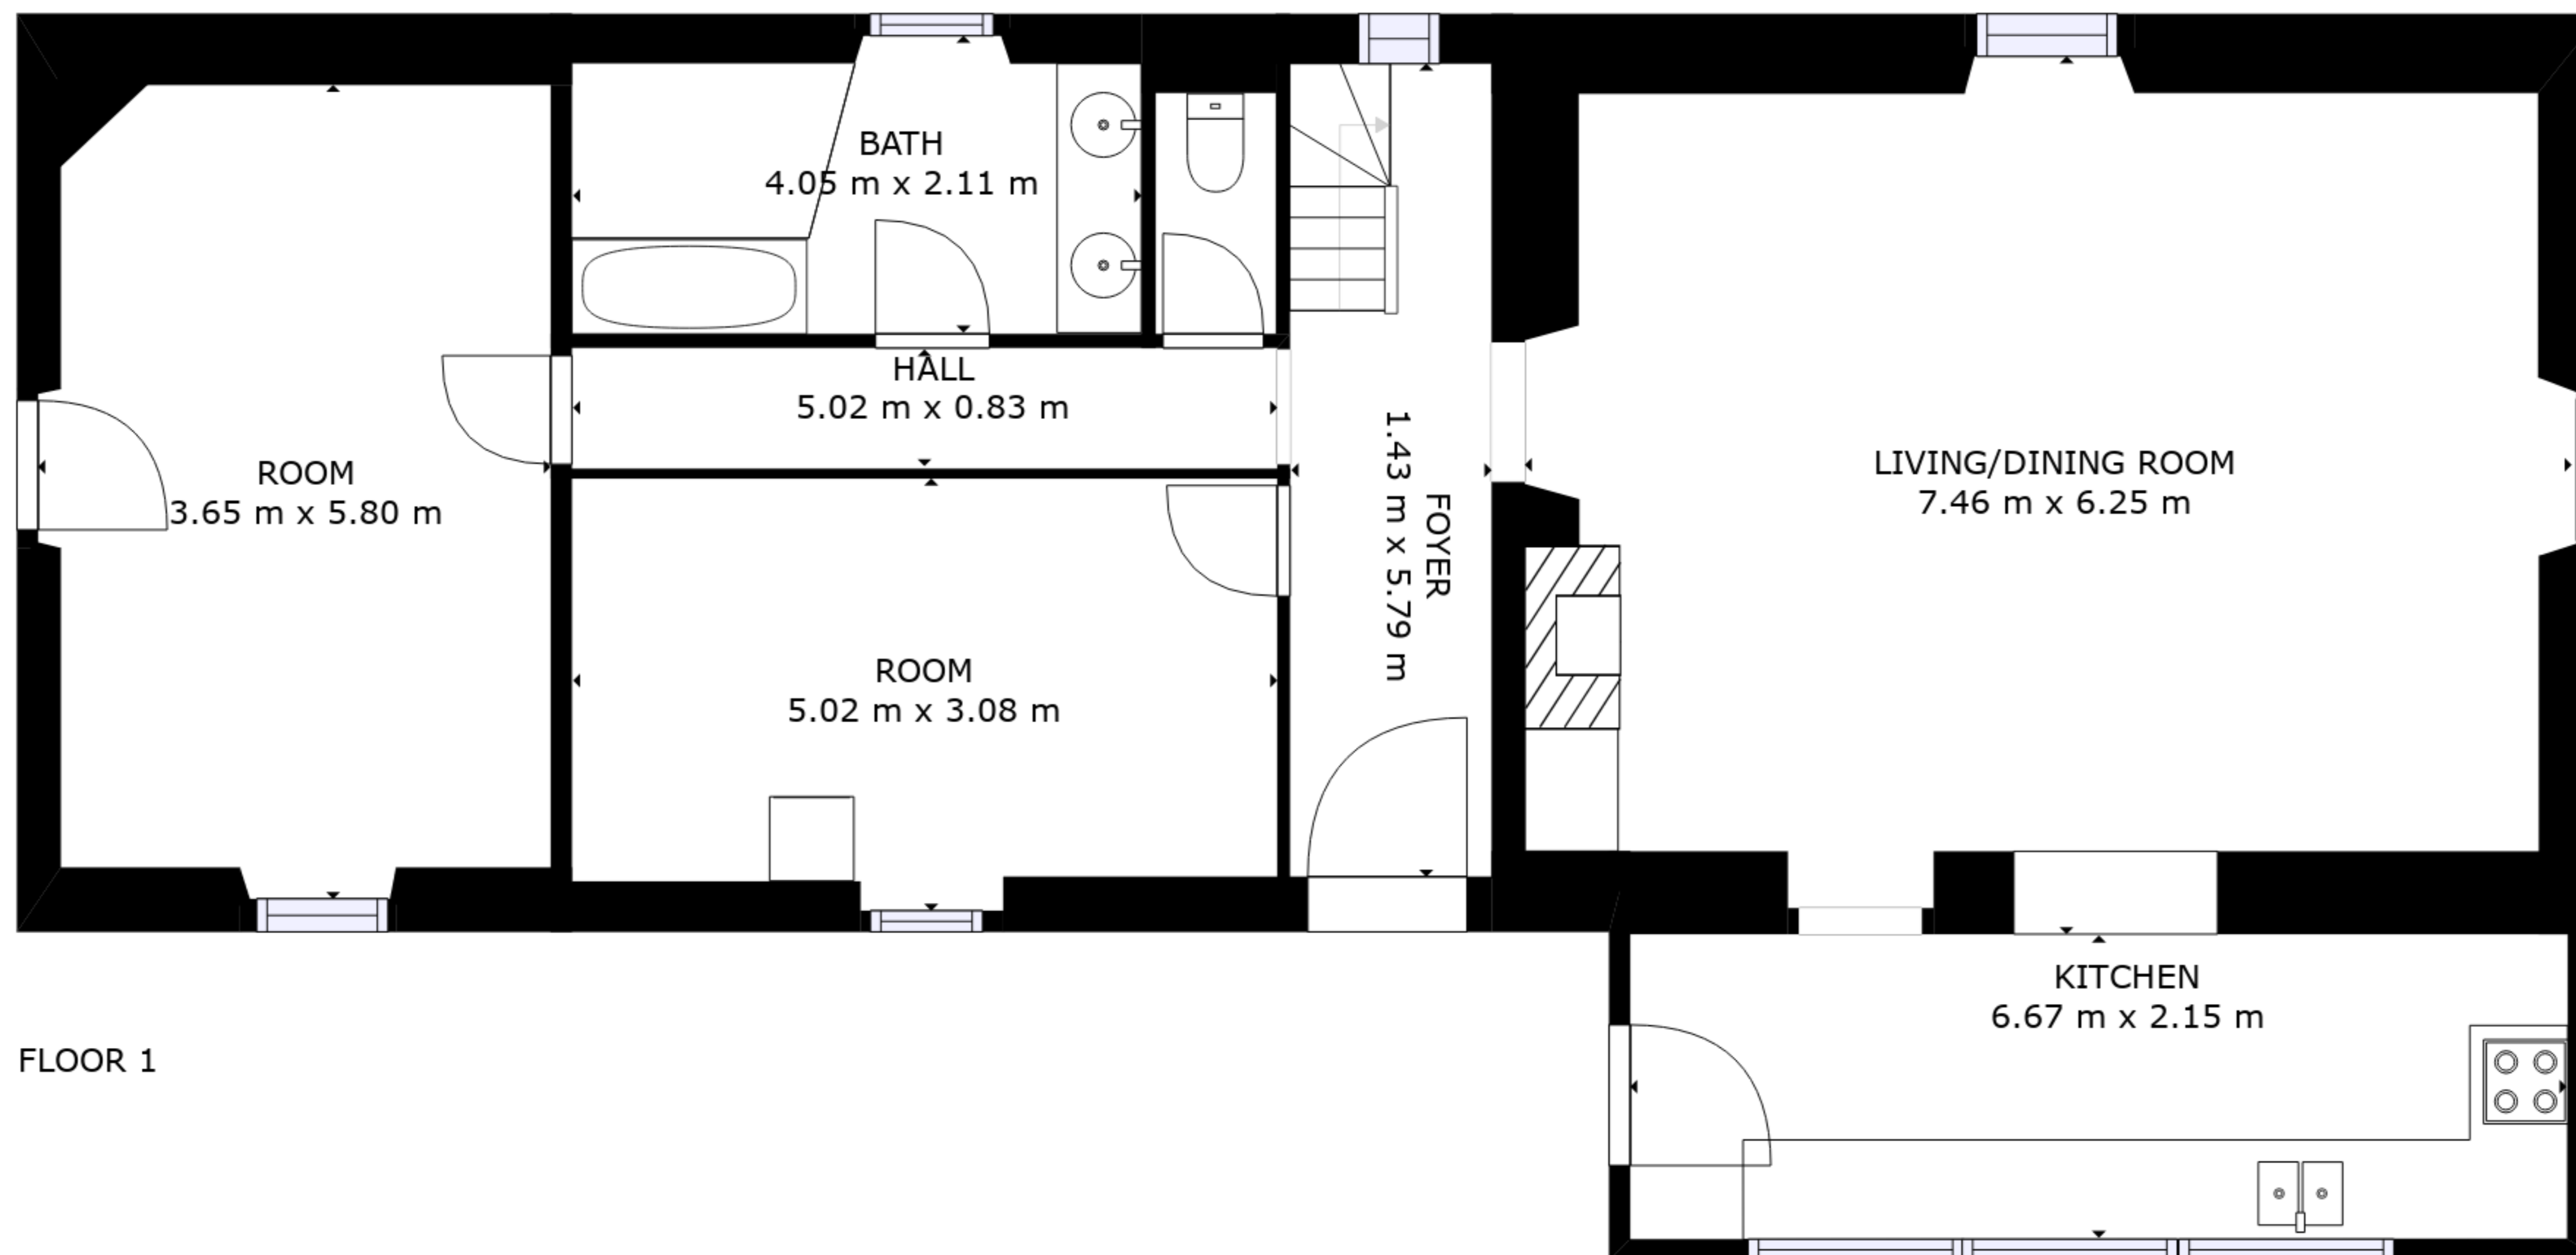 BATH
4.05 m x 2.11 m
HALL
5.02 m x 0.83 m
ROOM
3.65 m x 5.80 m
ROOM
5.02 m x 3.08 m
FOYER
1.43 m x 5.79 m
LIVING/DINING ROOM
7.46 m x 6.25 m
KITCHEN
6.67 m x 2.15 m
FLOOR 1